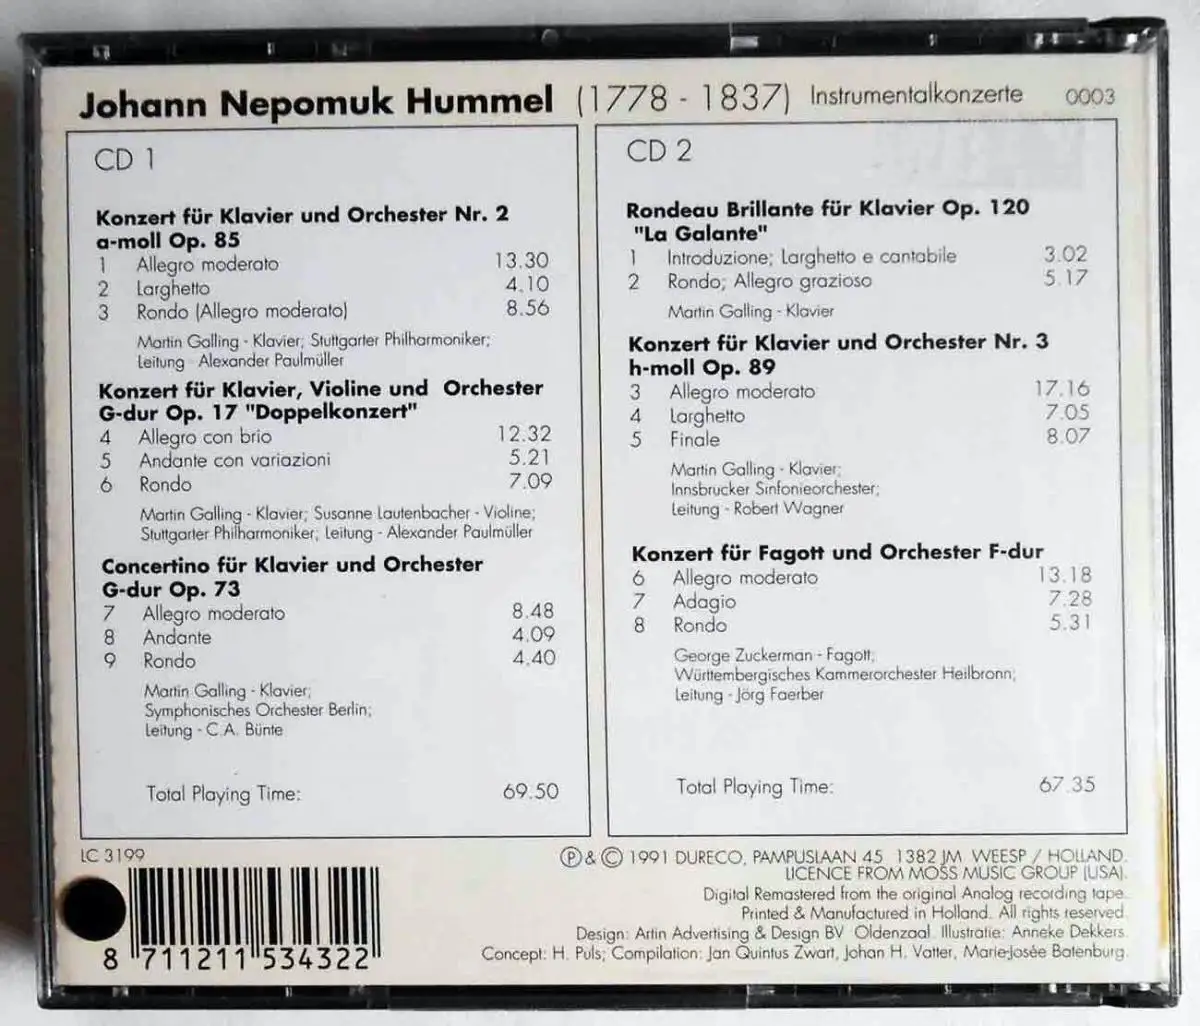 Johann Nepomuk Hummel (1778 - 1837) Instrumentalkonzerte 0003
CD 1
Konzert für Klavier und Orchester Nr. 2
a-moll Op. 85
1 Allegro moderato 13.30
2 Larghetto 4.10
3 Rondo (Allegro moderato) 8.56
Martin Galling - Klavier; Stuttgarter Philharmoniker;
Leitung - Alexander Paulmüller
Konzert für Klavier, Violine und Orchester
G-dur Op. 17 "Doppelkonzert"
4 Allegro con brio 12.32
5 Andante con variazioni 5.21
6 Rondo 7.09
Martin Galling - Klavier; Susanne Lautenbacher - Violine;
Stuttgarter Philharmoniker; Leitung - Alexander Paulmüller
Concertino für Klavier und Orchester
G-dur Op. 73
7 Allegro moderato 8.48
8 Andante 4.09
9 Rondo 4.40
Martin Galling - Klavier;
Symphonisches Orchester Berlin;
Leitung - C.A. Bünte
Total Playing Time: 69.50
CD 2
Rondeau Brillante für Klavier Op. 120
"La Galante"
1 Introduzione; Larghetto e cantabile 3.02
2 Rondo; Allegro grazioso 5.17
Martin Galling - Klavier
Konzert für Klavier und Orchester Nr. 3
h-moll Op. 89
3 Allegro moderato 17.16
4 Larghetto 7.05
5 Finale 8.07
Martin Galling - Klavier;
Innsbrucker Sinfonieorchester;
Leitung - Robert Wagner
Konzert für Fagott und Orchester F-dur
6 Allegro moderato 13.18
7 Adagio 7.28
8 Rondo 5.31
George Zuckerman - Fagott;
Württembergisches Kammerorchester Heilbronn;
Leitung - Jörg Faerber
Total Playing Time: 67.35
LC 3199
8 711211 534322
Ⓟ & © 1991 DURECO, PAMPUSLAAN 45, 1382 JM WEESP / HOLLAND.
LICENCE FROM MOSS MUSIC GROUP (USA).
Digital Remastered from the original Analog recording tape.
Printed & Manufactured in Holland. All rights reserved.
Design: Artin Advertising & Design BV Oldenzaal. Illustratie: Anneke Dekkers.
Concept: H. Puls; Compilation: Jan Quintus Zwart, Johan H. Vatter, Marie-Josée Batenburg.